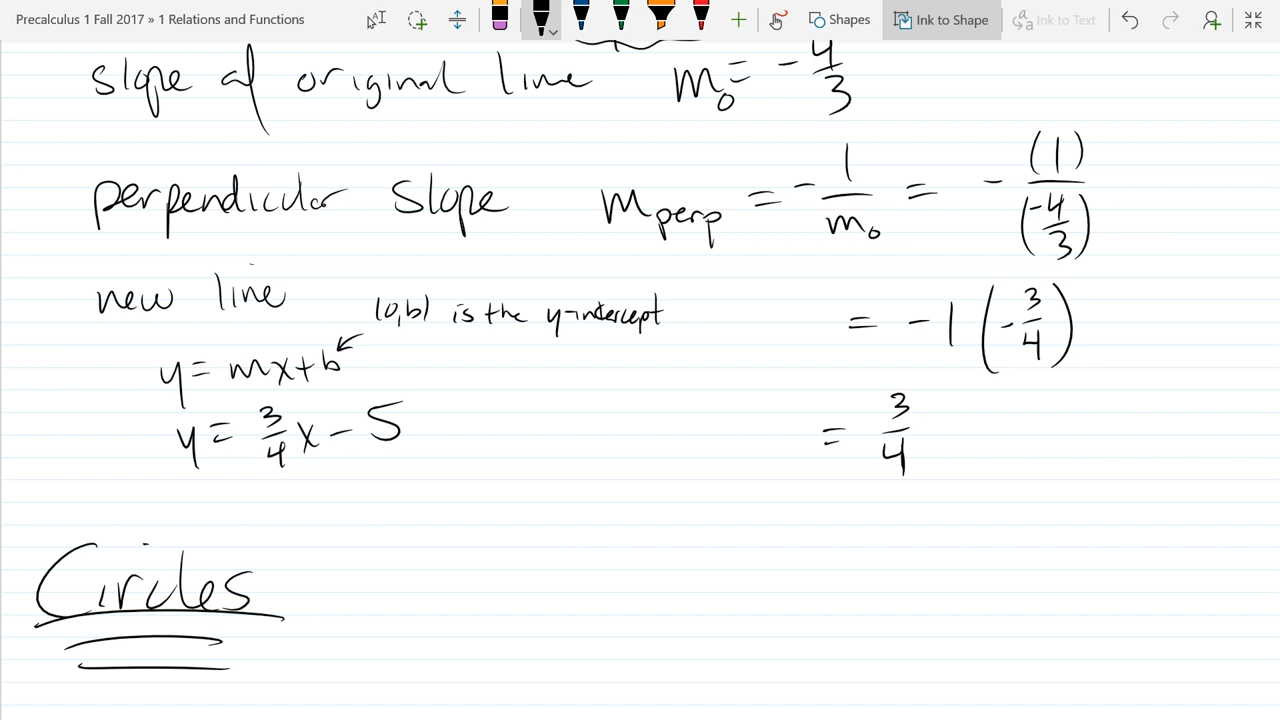 Precalculus 1 Fall 2017 » 1 Relations and Functions
Shapes
Ink to Shape
Ink to Text
slope of original line m₀ = -4/3
perpendicular slope m_perp = -1/m₀ = -(1)/(-4/3)
new line
(0,b) is the y-intercept
= -1(-3/4)
y = mx+b
y = 3/4x - 5
= 3/4
Circles